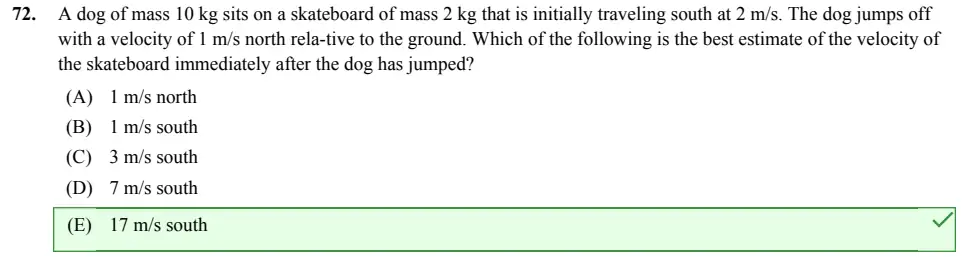 72. A dog of mass 10 kg sits on a skateboard of mass 2 kg that is initially traveling south at 2 m/s. The dog jumps off
with a velocity of 1 m/s north rela-tive to the ground. Which of the following is the best estimate of the velocity of
the skateboard immediately after the dog has jumped?
(A) 1 m/s north
(B) 1 m/s south
(C) 3 m/s south
(D) 7 m/s south
(E) 17 m/s south